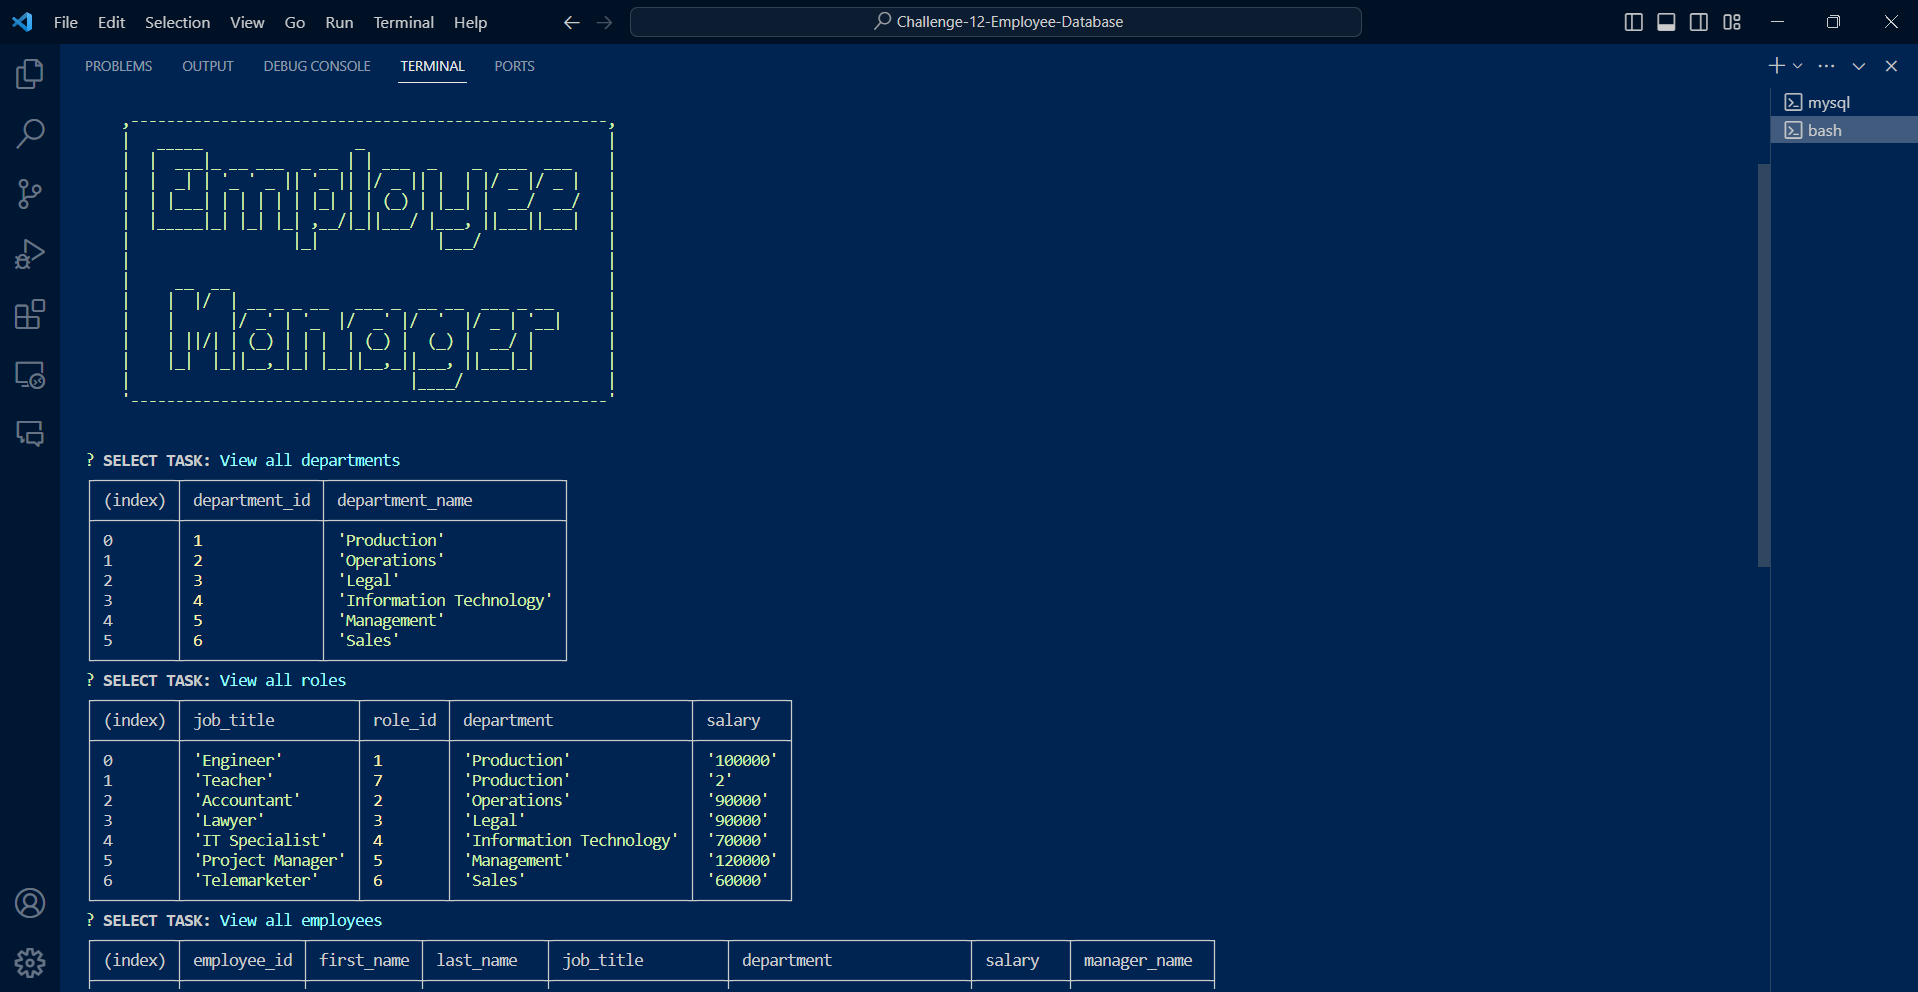 File Edit Selection View Go Run Terminal Help
Challenge-12-Employee-Database
PROBLEMS OUTPUT DEBUG CONSOLE TERMINAL PORTS
mysql
bash
Employee
Manager
? SELECT TASK: View all departments
(index) department_id department_name
0 1 'Production'
1 2 'Operations'
2 3 'Legal'
3 4 'Information Technology'
4 5 'Management'
5 6 'Sales'
? SELECT TASK: View all roles
(index) job_title role_id department salary
0 'Engineer' 1 'Production' '100000'
1 'Teacher' 7 'Production' '2'
2 'Accountant' 2 'Operations' '90000'
3 'Lawyer' 3 'Legal' '90000'
4 'IT Specialist' 4 'Information Technology' '70000'
5 'Project Manager' 5 'Management' '120000'
6 'Telemarketer' 6 'Sales' '60000'
? SELECT TASK: View all employees
(index) employee_id first_name last_name job_title department salary manager_name